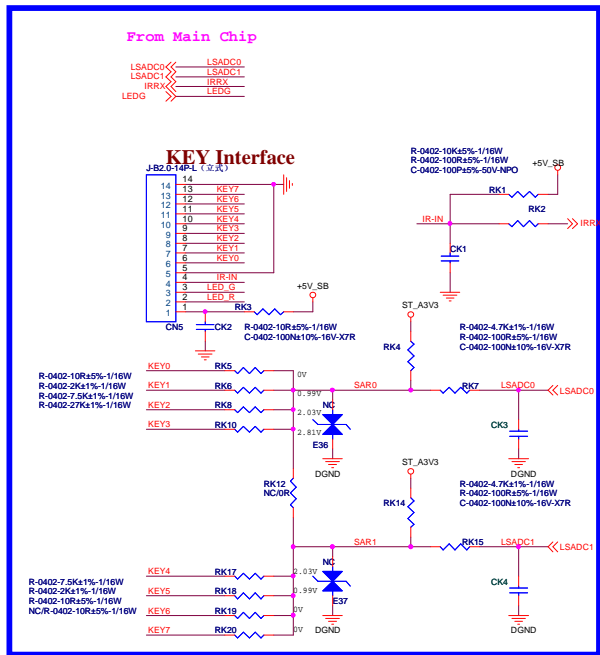 From Main Chip
LSADC0 LSADC0
LSADC1 LSADC1
IRRX IRRX
LEDG LEDG
KEY Interface
J-B2.0-14P-L（立式）
14 14
13 13 KEY7
12 12 KEY6
11 11 KEY5
10 10 KEY4
9 9 KEY3
8 8 KEY2
7 7 KEY1
6 6 KEY0
5 5
4 4 IR-IN
3 3 LED_G
2 2 LED_R
1 1
CN5
CK2
RK3
+5V_SB
R-0402-10R±5%-1/16W
C-0402-100N±10%-16V-X7R
R-0402-10K±5%-1/16W
R-0402-100R±5%-1/16W
C-0402-100P±5%-50V-NPO
+5V_SB
RK1
RK2
IR-IN
IRR
CK1
ST_A3V3
RK4
R-0402-4.7K±1%-1/16W
R-0402-100R±5%-1/16W
C-0402-100N±10%-16V-X7R
R-0402-10R±5%-1/16W
R-0402-2K±1%-1/16W
R-0402-7.5K±1%-1/16W
R-0402-27K±1%-1/16W
KEY0 RK5 0V
KEY1 RK6 0.99V
KEY2 RK8 2.03V
KEY3 RK10 2.81V
SAR0
RK7
LSADC0
LSADC0
NC
E36
DGND
CK3
DGND
RK12
NC/0R
ST_A3V3
RK14
R-0402-4.7K±1%-1/16W
R-0402-100R±5%-1/16W
C-0402-100N±10%-16V-X7R
SAR1
RK15
LSADC1
LSADC1
R-0402-7.5K±1%-1/16W
R-0402-2K±1%-1/16W
R-0402-10R±5%-1/16W
NC/R-0402-10R±5%-1/16W
KEY4 RK17 2.03V
KEY5 RK18 0.99V
KEY6 RK19 0V
KEY7 RK20 0V
NC
E37
DGND
CK4
DGND